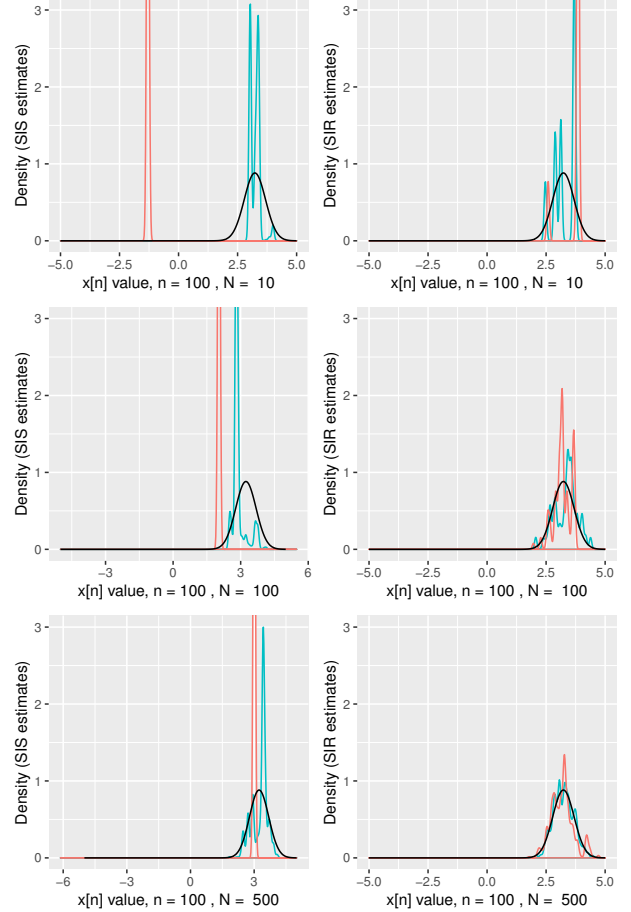 Density (SIS estimates)
3
2
1
0
-5.0 -2.5 0.0 2.5 5.0
x[n] value, n = 100 , N = 10
Density (SIR estimates)
3
2
1
0
-5.0 -2.5 0.0 2.5 5.0
x[n] value, n = 100 , N = 10
Density (SIS estimates)
3
2
1
0
-3 0 3 6
x[n] value, n = 100 , N = 100
Density (SIR estimates)
3
2
1
0
-5.0 -2.5 0.0 2.5 5.0
x[n] value, n = 100 , N = 100
Density (SIS estimates)
3
2
1
0
-6 -3 0 3
x[n] value, n = 100 , N = 500
Density (SIR estimates)
3
2
1
0
-5.0 -2.5 0.0 2.5 5.0
x[n] value, n = 100 , N = 500